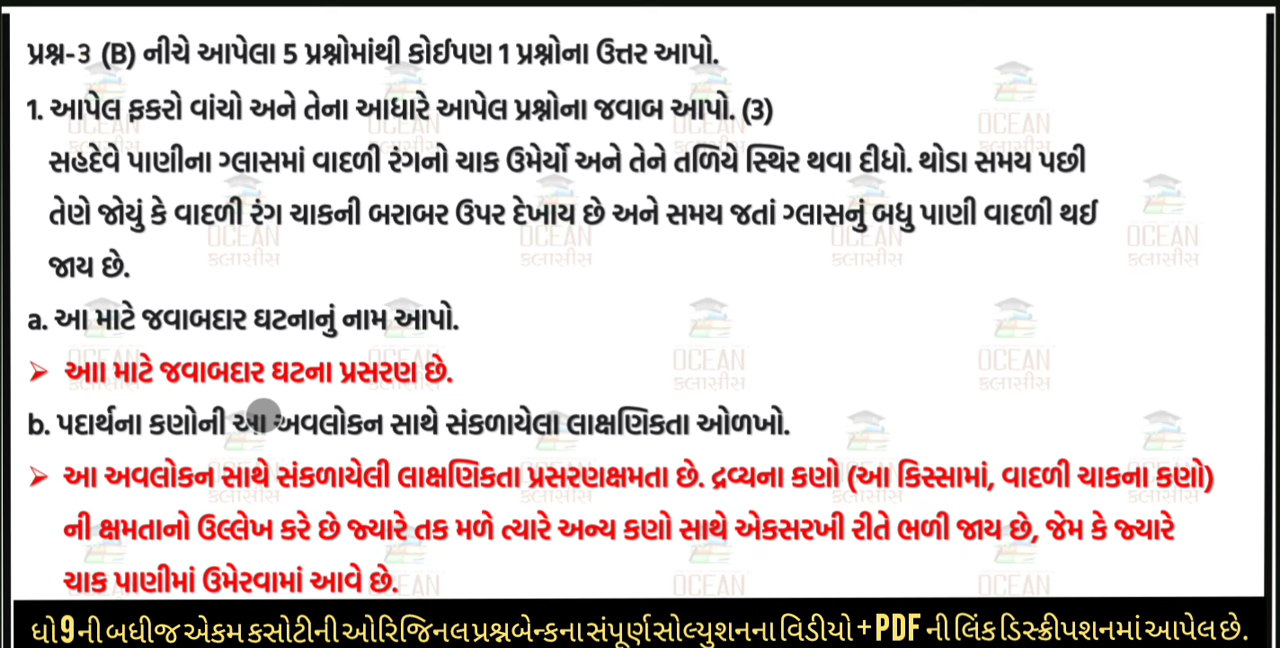 પ્રશ્ન-3 (B) નીચે આપેલા 5 પ્રશ્નોમાંથી કોઈપણ 1 પ્રશ્નોના ઉત્તર આપો.
1. આપેલ ફકરો વાંચો અને તેના આધારે આપેલ પ્રશ્નોના જવાબ આપો. (3)
સહદેવે પાણીના ગ્લાસમાં વાદળી રંગનો ચાક ઉમેર્યો અને તેને તળિયે સ્થિર થવા દીધો. થોડા સમય પછી
તેણે જોયું કે વાદળી રંગ ચાકની બરાબર ઉપર દેખાય છે અને સમય જતાં ગ્લાસનું બધુ પાણી વાદળી થઈ
જાય છે.
a. આ માટે જવાબદાર ઘટનાનું નામ આપો.
➢ આા માટે જવાબદાર ઘટના પ્રસરણ છે.
b. પદાર્થના કણોની આ અવલોકન સાથે સંકળાયેલા લાક્ષણિકતા ઓળખો.
➢ આ અવલોકન સાથે સંકળાયેલી લાક્ષણિકતા પ્રસરણક્ષમતા છે. દ્રવ્યના કણો (આ કિસ્સામાં, વાદળી ચાકના કણો)
ની ક્ષમતાનો ઉલ્લેખ કરે છે જ્યારે તક મળે ત્યારે અન્ય કણો સાથે એકસરખી રીતે ભળી જાય છે, જેમ કે જ્યારે
ચાક પાણીમાં ઉમેરવામાં આવે છે.
OCEAN
ક્લાસીસ
ધો 9 ની બધીજ એકમ કસોટીની ઓરિજિનલ પ્રશ્નબેન્કના સંપૂર્ણ સોલ્યુશનના વિડીયો + PDF ની લિંક ડિસ્ક્રીપશનમાં આપેલ છે.